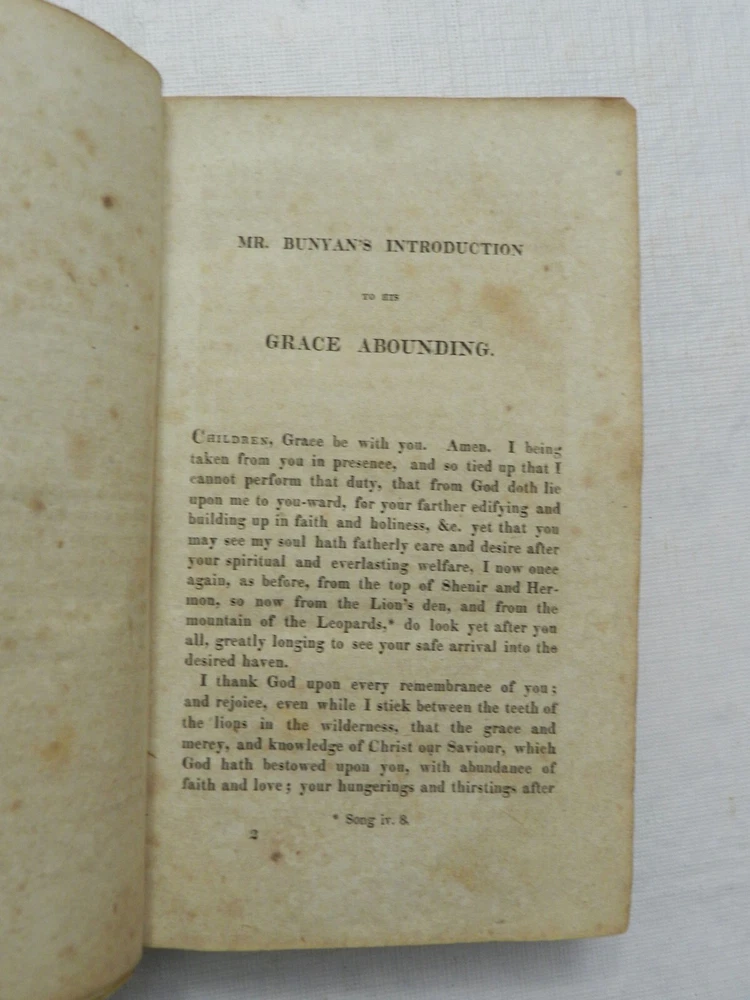 MR. BUNYAN'S INTRODUCTION
TO HIS
GRACE ABOUNDING.
CHILDREN, Grace be with you. Amen. I being
taken from you in presence, and so tied up that I
cannot perform that duty, that from God doth lie
upon me to you-ward, for your farther edifying and
building up in faith and holiness, &c. yet that you
may see my soul hath fatherly care and desire after
your spiritual and everlasting welfare, I now once
again, as before, from the top of Shenir and Her-
mon, so now from the Lion's den, and from the
mountain of the Leopards,* do look yet after you
all, greatly longing to see your safe arrival into the
desired haven.
I thank God upon every remembrance of you;
and rejoice, even while I stick between the teeth of
the lions in the wilderness, that the grace and
mercy, and knowledge of Christ our Saviour, which
God hath bestowed upon you, with abundance of
faith and love; your hungerings and thirstings after
* Song iv. 8.
2